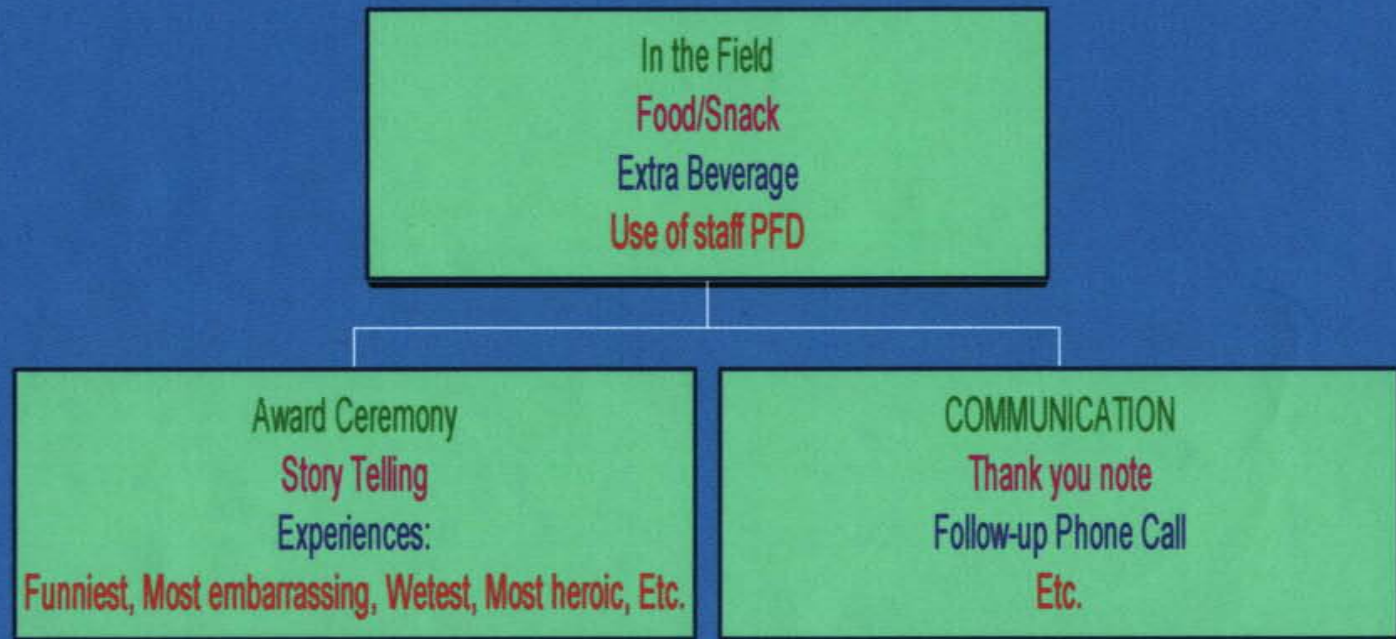 In the Field
Food/Snack
Extra Beverage
Use of staff PFD
Award Ceremony
Story Telling
Experiences:
Funniest, Most embarrassing, Wetest, Most heroic, Etc.
COMMUNICATION
Thank you note
Follow-up Phone Call
Etc.